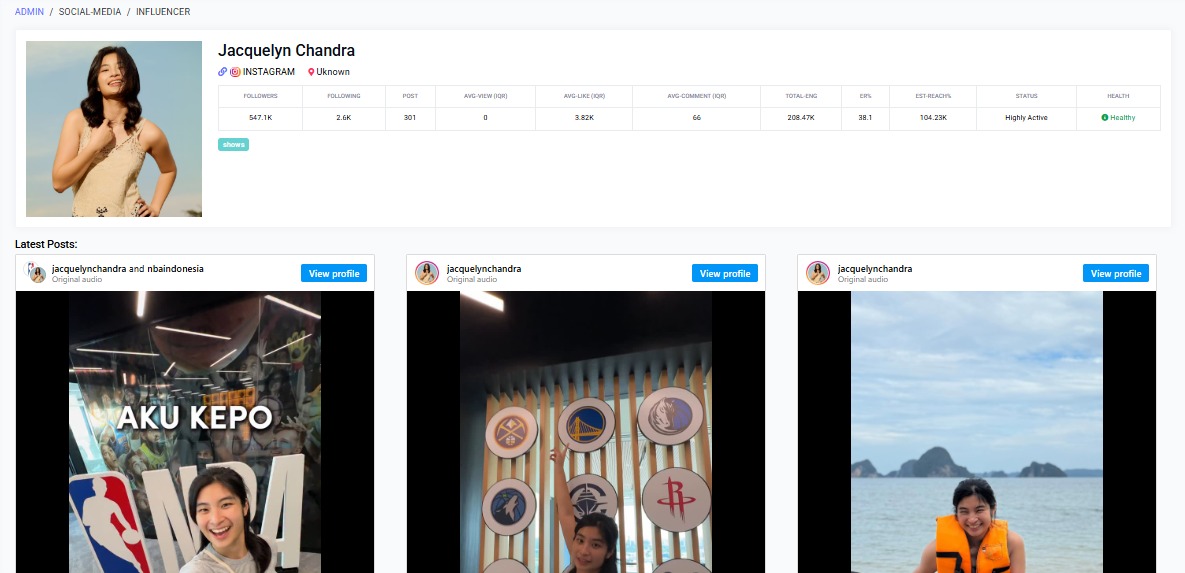 ADMIN / SOCIAL-MEDIA / INFLUENCER
Jacquelyn Chandra
INSTAGRAM Uknown
FOLLOWERS FOLLOWING POST AVG-VIEW (IQR) AVG-LIKE (IQR) AVG-COMMENT (IQR) TOTAL-ENG ER% EST-REACH% STATUS HEALTH
547.1K 2.6K 301 0 3.82K 66 208.47K 38.1 104.23K Highly Active Healthy
shows
Latest Posts:
jacquelynchandra and nbaindonesia
Original audio
View profile
AKU KEPO
NBA
jacquelynchandra
Original audio
View profile
R
jacquelynchandra
Original audio
View profile